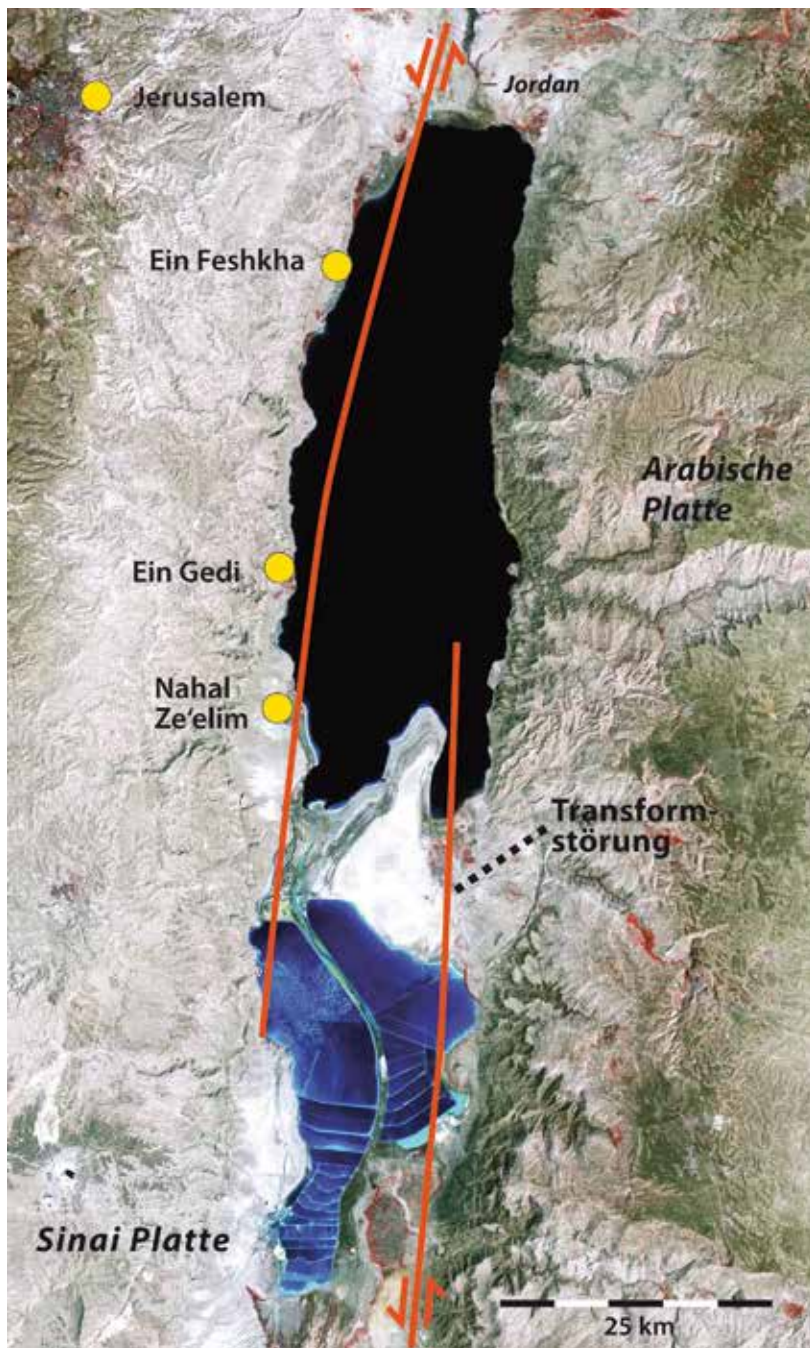 Jordan
Jerusalem
Ein Feshkha
Arabische
Platte
Ein Gedi
Nahal
Ze'elim
Transform-
störung
Sinai Platte
25 km